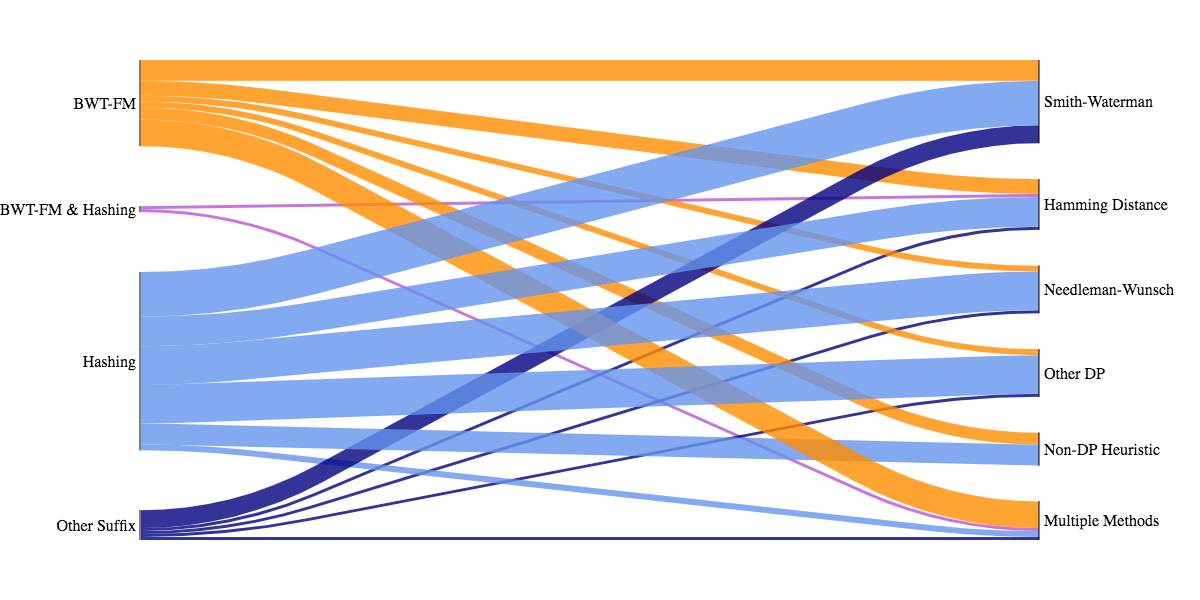 BWT-FM
BWT-FM & Hashing
Hashing
Other Suffix
Smith-Waterman
Hamming Distance
Needleman-Wunsch
Other DP
Non-DP Heuristic
Multiple Methods